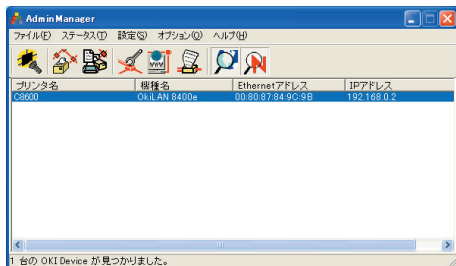 AdminManager
ファイル(F) ステータス(T) 設定(S) オプション(O) ヘルプ(H)
プリンタ名 機種名 Ethernetアドレス IPアドレス
C8600 OkiLAN 8400e 00:80:87:84:9C:9B 192.168.0.2
1 台の OKI Device が見つかりました。